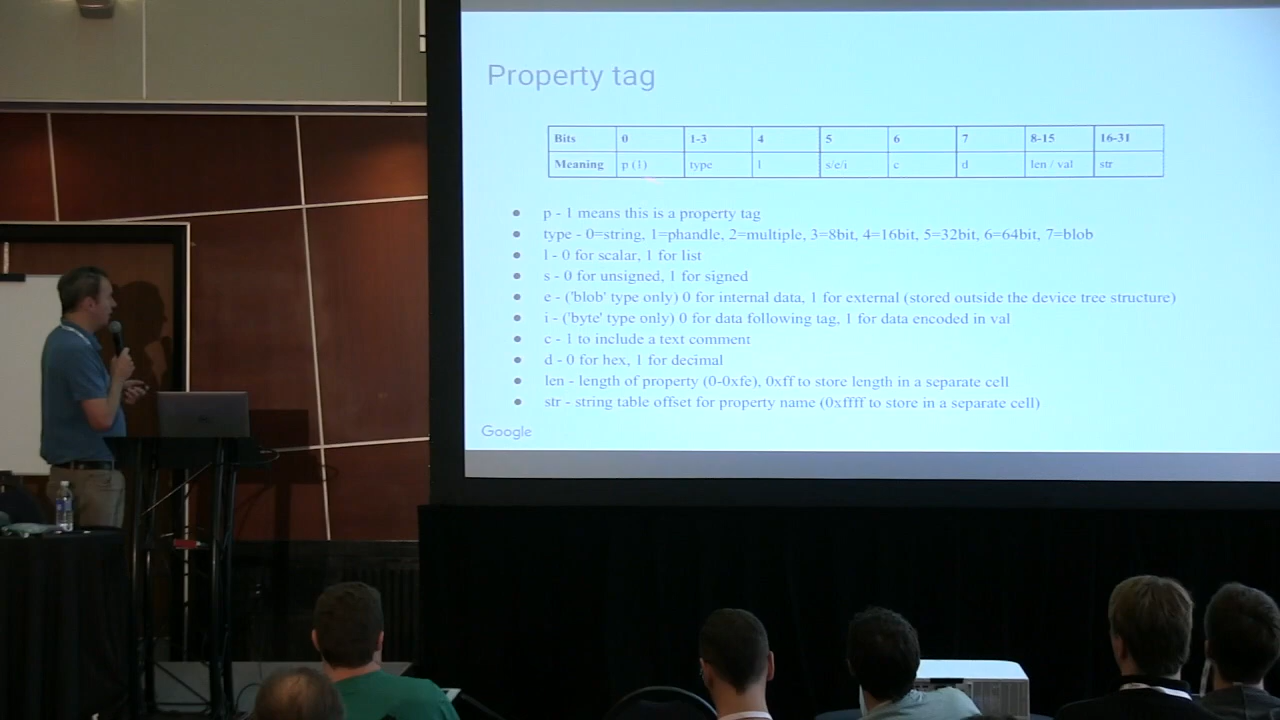 Property tag
Bits 0 1-3 4 5 6 7 8-15 16-31
Meaning p (1) type l s/e/i c d len / val str
p - 1 means this is a property tag
type - 0=string, 1=phandle, 2=multiple, 3=8bit, 4=16bit, 5=32bit, 6=64bit, 7=blob
l - 0 for scalar, 1 for list
s - 0 for unsigned, 1 for signed
e - ('blob' type only) 0 for internal data, 1 for external (stored outside the device tree structure)
i - ('byte' type only) 0 for data following tag, 1 for data encoded in val
c - 1 to include a text comment
d - 0 for hex, 1 for decimal
len - length of property (0-0xfe), 0xff to store length in a separate cell
str - string table offset for property name (0xffff to store in a separate cell)
Google